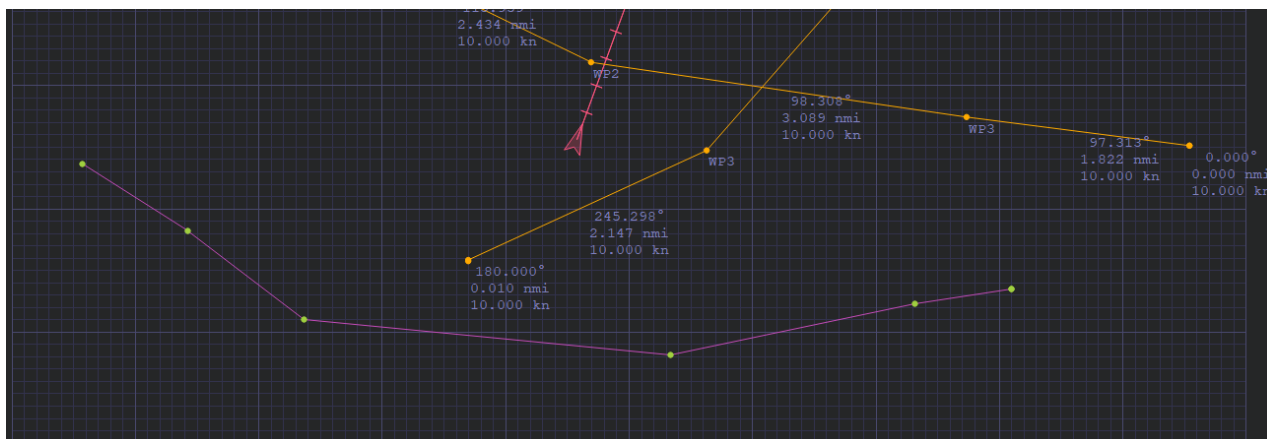 2.434 nmi
10.000 kn
WP2
98.308°
3.089 nmi
10.000 kn
WP3
97.313°
1.822 nmi
10.000 kn
0.000°
0.000 nmi
10.000 kn
WP3
245.298°
2.147 nmi
10.000 kn
180.000°
0.010 nmi
10.000 kn